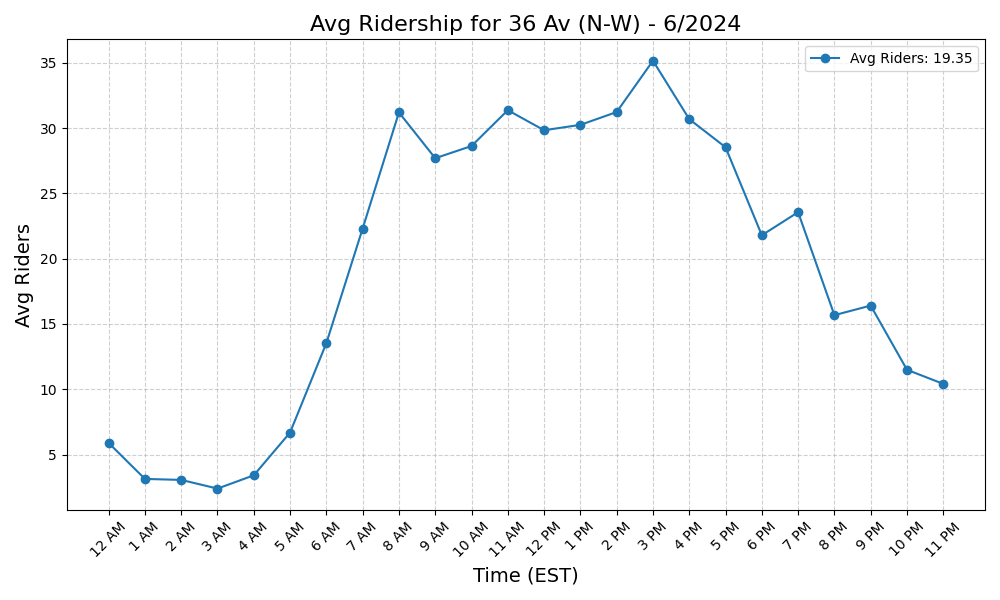 Avg Ridership for 36 Av (N-W) - 6/2024
Avg Riders: 19.35
Avg Riders
35
30
25
20
15
10
5
12 AM
1 AM
2 AM
3 AM
4 AM
5 AM
6 AM
7 AM
8 AM
9 AM
10 AM
11 AM
12 PM
1 PM
2 PM
3 PM
4 PM
5 PM
6 PM
7 PM
8 PM
9 PM
10 PM
11 PM
Time (EST)